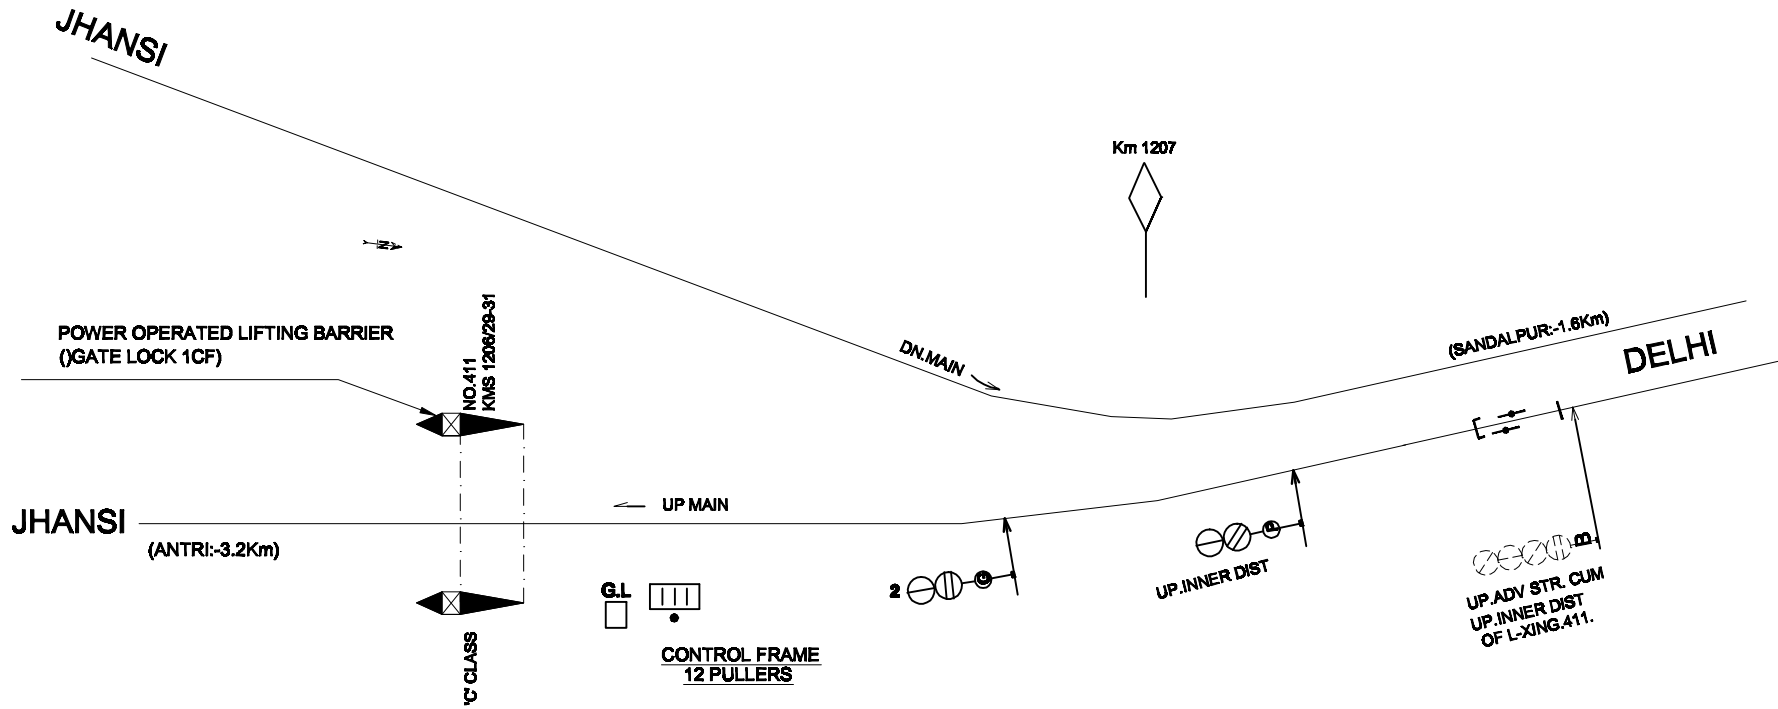 JHANSI
Km 1207
N
POWER OPERATED LIFTING BARRIER
()GATE LOCK 1CF)
NO.411
KMS 1206/29-31
DN.MAIN
(SANDALPUR:-1.6Km)
DELHI
UP MAIN
JHANSI
(ANTRI:-3.2Km)
P
UP.INNER DIST
B
UP.ADV STR. CUM
UP.INNER DIST
OF L-XING.411.
2
G
G.L
CONTROL FRAME
12 PULLERS
'C' CLASS